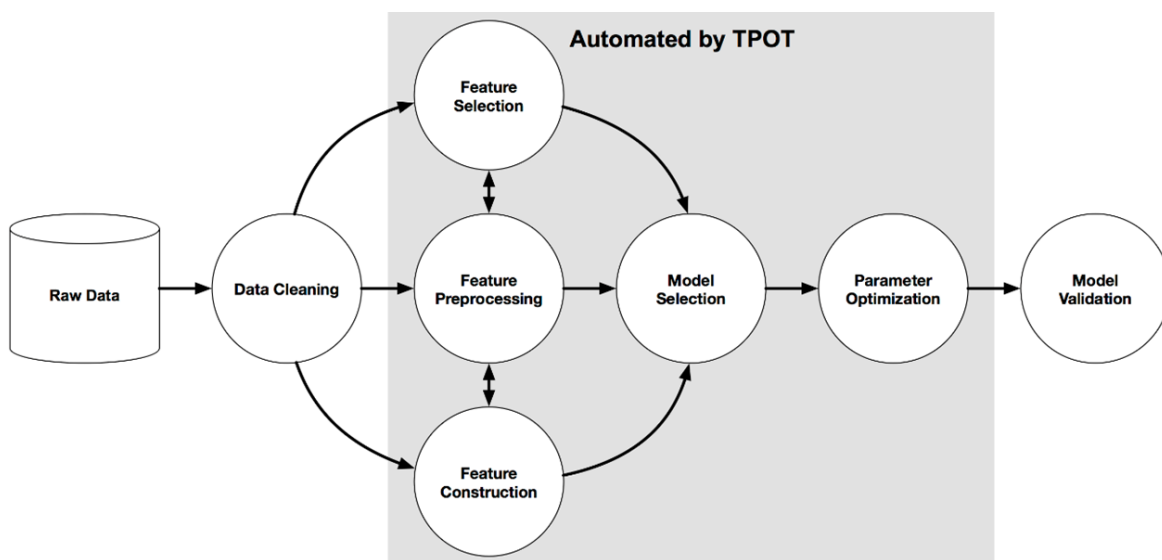 Automated by TPOT
Feature
Selection
Raw Data
Data Cleaning
Feature
Preprocessing
Model
Selection
Parameter
Optimization
Model
Validation
Feature
Construction